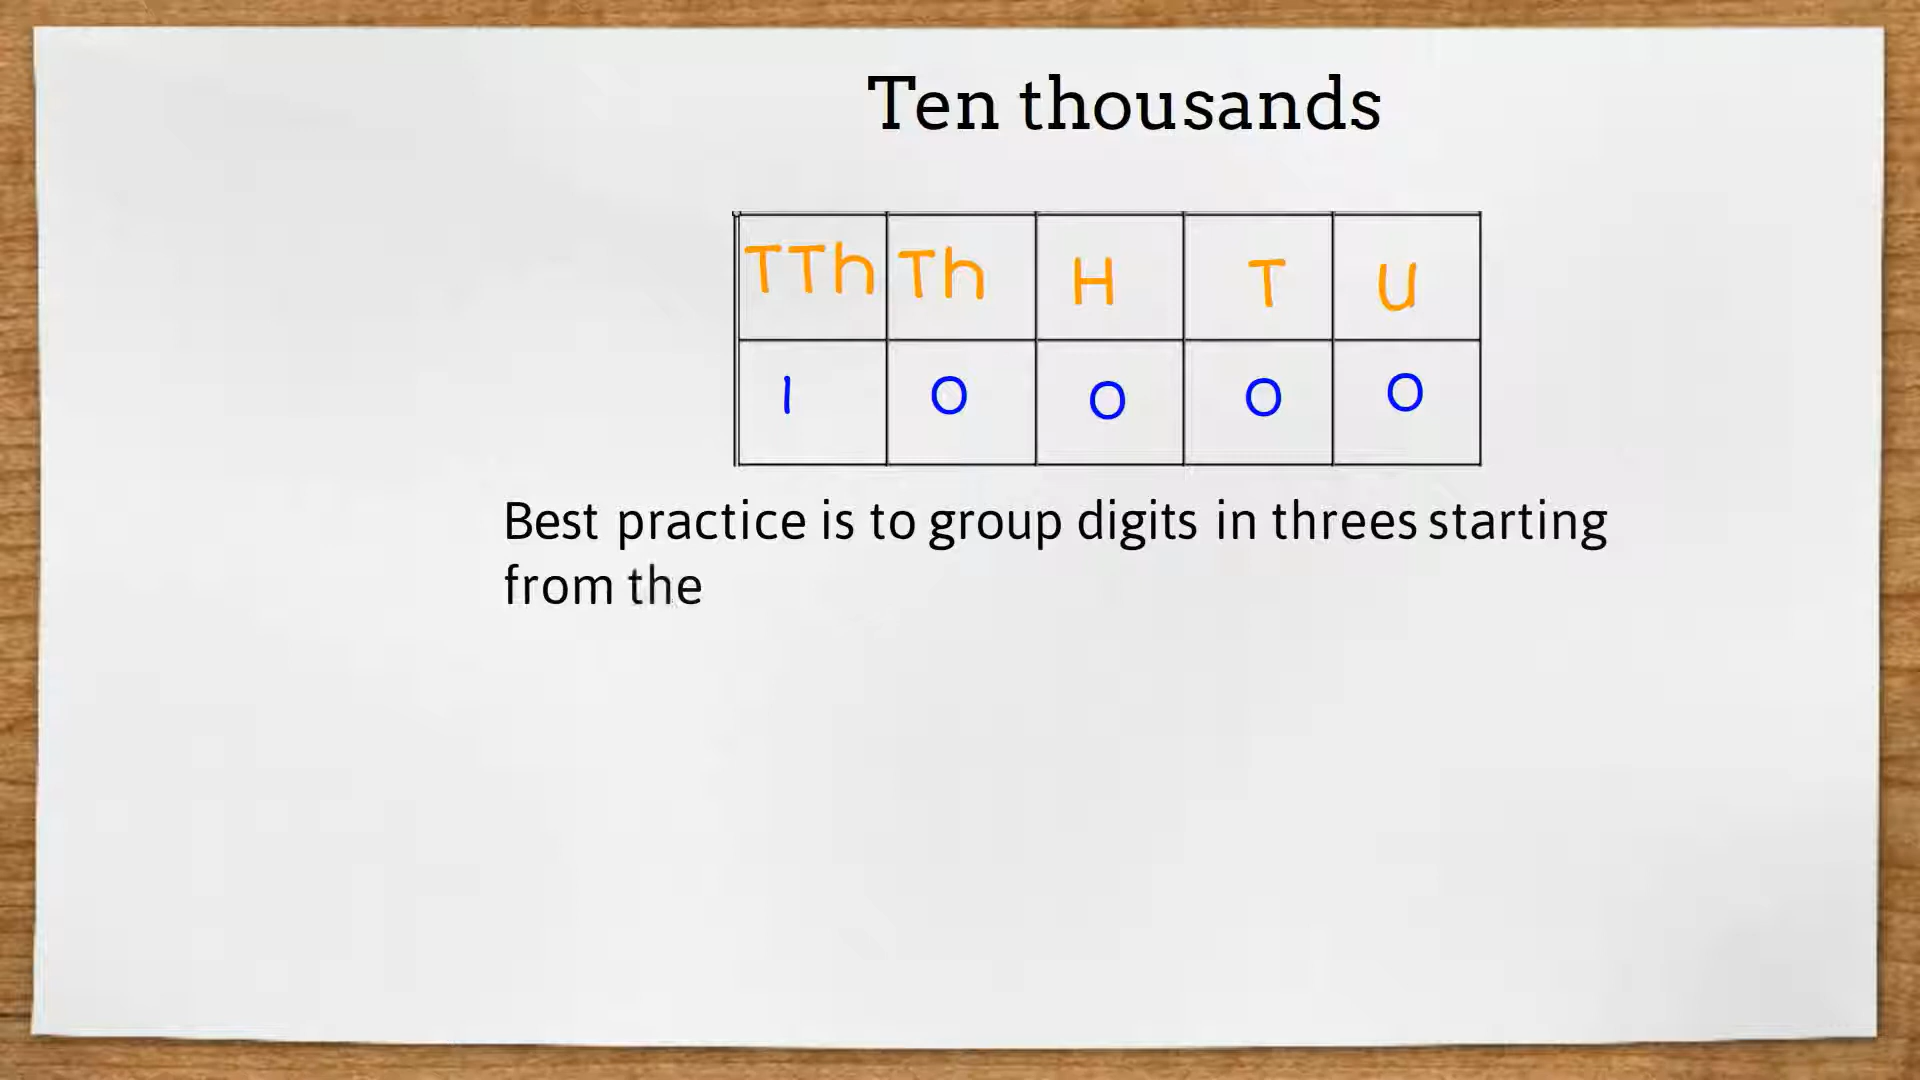 Ten thousands
TTh Th H T U
1 0 0 0 0
Best practice is to group digits in threes starting
from the